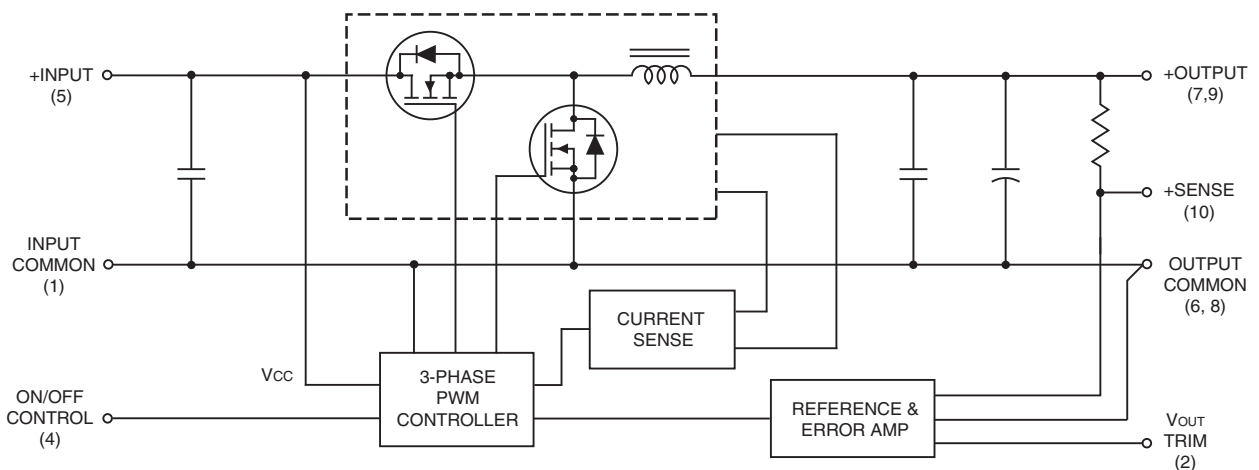 +INPUT
(5)
+OUTPUT
(7,9)
+SENSE
(10)
INPUT
COMMON
(1)
OUTPUT
COMMON
(6, 8)
CURRENT
SENSE
VCC
3-PHASE
PWM
CONTROLLER
ON/OFF
CONTROL
(4)
REFERENCE &
ERROR AMP
VOUT
TRIM
(2)